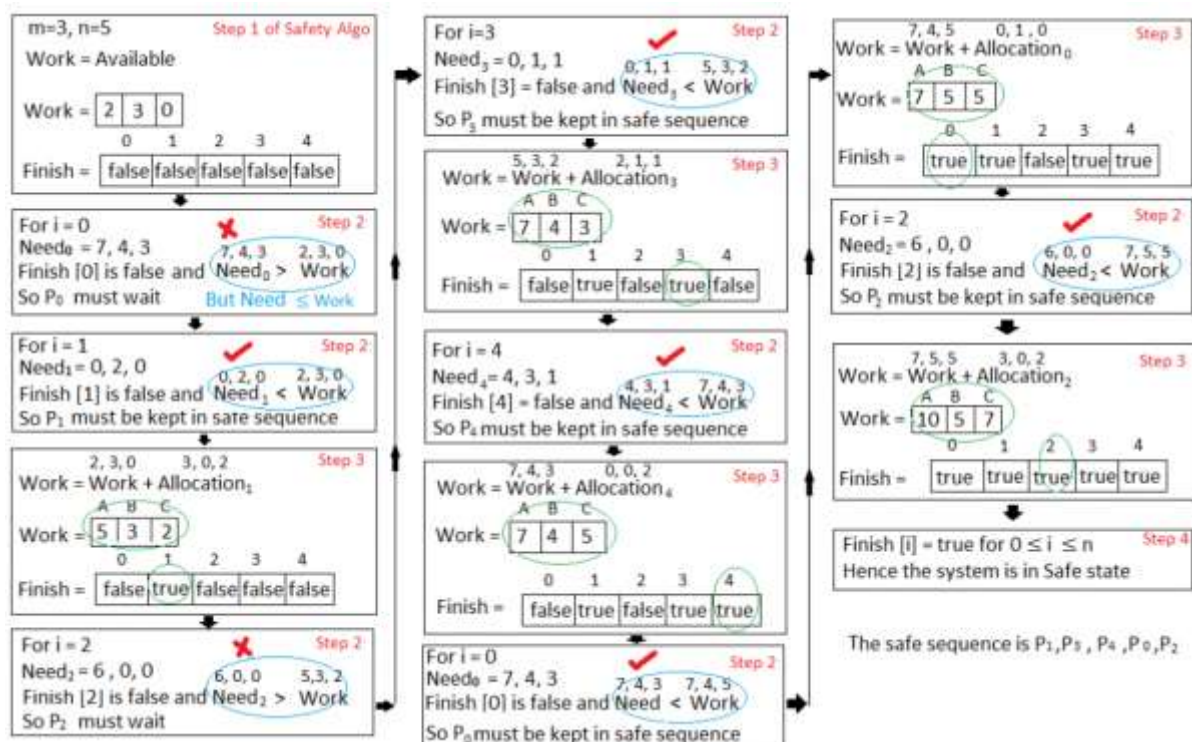 m=3, n=5
Step 1 of Safety Algo
Work = Available
Work = 2 3 0
0 1 2 3 4
Finish = false false false false false
For i = 0
Step 2
Need₀ = 7, 4, 3
7, 4, 3 2, 3, 0
Finish [0] is false and Need₀ > Work
So P₀ must wait
But Need ≤ Work
For i = 1
Step 2
Need₁ = 0, 2, 0
0, 2, 0 2, 3, 0
Finish [1] is false and Need₁ < Work
So P₁ must be kept in safe sequence
2, 3, 0 3, 0, 2
Step 3
Work = Work + Allocation₁
A B C
Work = 5 3 2
0 1 2 3 4
Finish = false true false false false
For i = 2
Step 2
Need₂ = 6 , 0, 0
6, 0, 0 5,3, 2
Finish [2] is false and Need₂ > Work
So P₂ must wait
For i=3
Step 2
Need₃ = 0, 1, 1
0, 1, 1 5, 3, 2
Finish [3] = false and Need₃ < Work
So P₃ must be kept in safe sequence
5, 3, 2 2, 1, 1
Step 3
Work = Work + Allocation₃
A B C
Work = 7 4 3
0 1 2 3 4
Finish = false true false true false
For i = 4
Step 2
Need₄ = 4, 3, 1
4, 3, 1 7, 4, 3
Finish [4] = false and Need₄ < Work
So P₄ must be kept in safe sequence
7, 4, 3 0, 0, 2
Step 3
Work = Work + Allocation₄
A B C
Work = 7 4 5
0 1 2 3 4
Finish = false true false true true
For i=0
Step 2
Need₀ = 7, 4, 3
7, 4, 3 7, 4, 5
Finish [0] is false and Need < Work
So P₀ must be kept in safe sequence
7, 4, 5 0, 1 , 0
Step 3
Work = Work + Allocation₀
A B C
Work = 7 5 5
0 1 2 3 4
Finish = true true false true true
For i = 2
Step 2
Need₂ = 6 , 0, 0
6, 0, 0 7, 5, 5
Finish [2] is false and Need₂ < Work
So P₂ must be kept in safe sequence
7, 5, 5 3, 0, 2
Step 3
Work = Work + Allocation₂
A B C
Work = 10 5 7
0 1 2 3 4
Finish = true true true true true
Finish [i] = true for 0 ≤ i ≤ n
Step 4
Hence the system is in Safe state
The safe sequence is P₁,P₃ , P₄ ,P₀,P₂